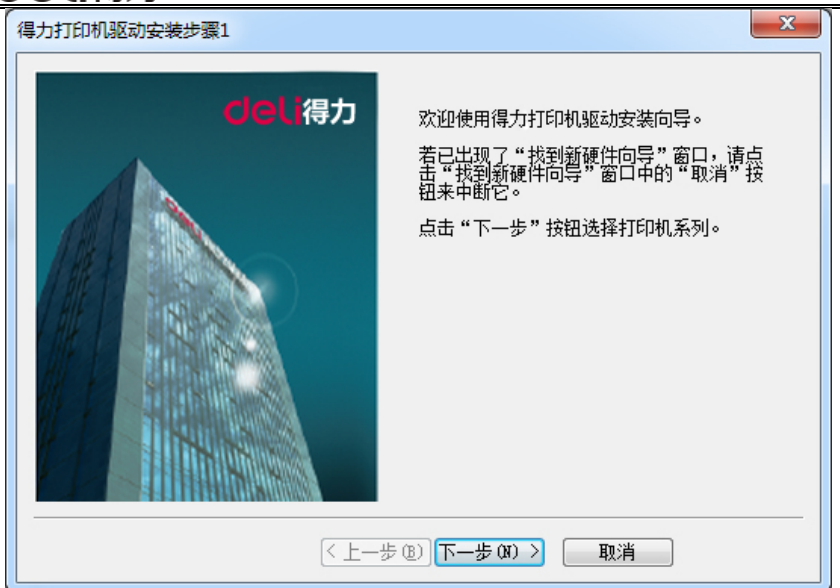 得力打印机驱动安装步骤1
deli得力
deli
欢迎使用得力打印机驱动安装向导。
若已出现了“找到新硬件向导”窗口，请点
击“找到新硬件向导”窗口中的“取消”按
钮来中断它。
点击“下一步”按钮选择打印机系列。
< 上一步(B)
下一步(N) >
取消